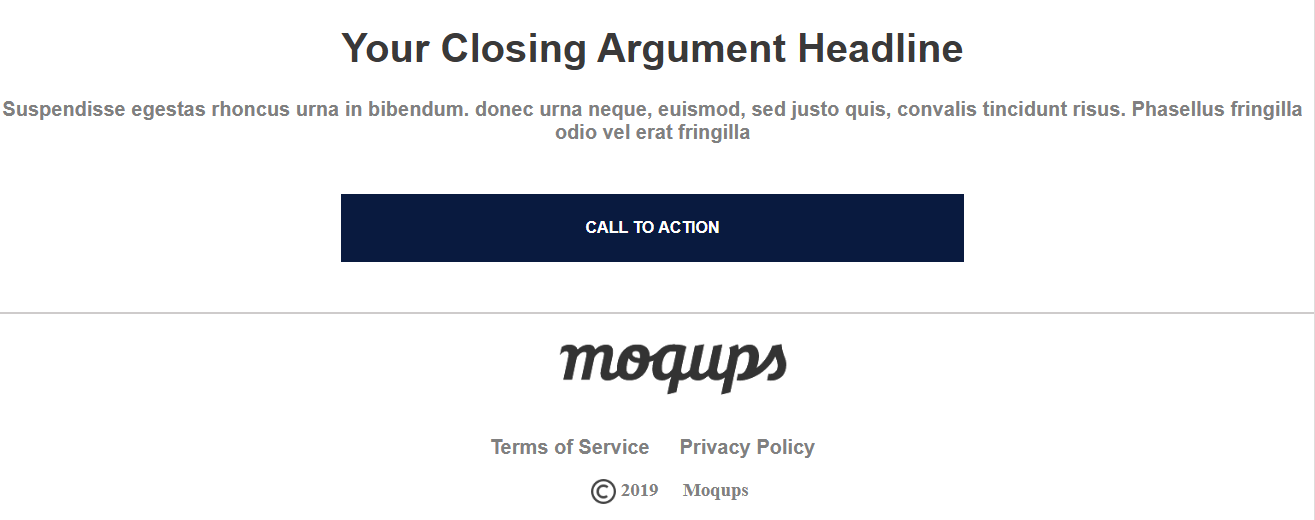 Your Closing Argument Headline
Suspendisse egestas rhoncus urna in bibendum. donec urna neque, euismod, sed justo quis, convalis tincidunt risus. Phasellus fringilla
odio vel erat fringilla
CALL TO ACTION
moqups
Terms of Service Privacy Policy
© 2019 Moqups